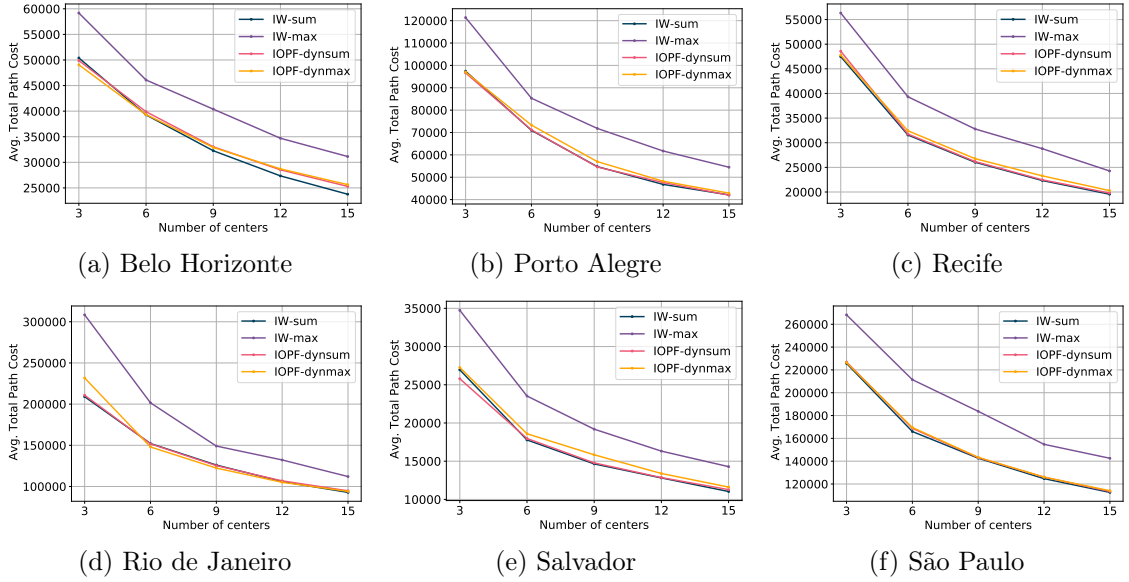 60000
55000
50000
45000
40000
35000
30000
25000
Avg. Total Path Cost
3 6 9 12 15
Number of centers
IW-sum
IW-max
IOPF-dynsum
IOPF-dynmax
(a) Belo Horizonte
120000
110000
100000
90000
80000
70000
60000
50000
40000
Avg. Total Path Cost
3 6 9 12 15
Number of centers
IW-sum
IW-max
IOPF-dynsum
IOPF-dynmax
(b) Porto Alegre
55000
50000
45000
40000
35000
30000
25000
20000
Avg. Total Path Cost
3 6 9 12 15
Number of centers
IW-sum
IW-max
IOPF-dynsum
IOPF-dynmax
(c) Recife
300000
250000
200000
150000
100000
Avg. Total Path Cost
3 6 9 12 15
Number of centers
IW-sum
IW-max
IOPF-dynsum
IOPF-dynmax
(d) Rio de Janeiro
35000
30000
25000
20000
15000
10000
Avg. Total Path Cost
3 6 9 12 15
Number of centers
IW-sum
IW-max
IOPF-dynsum
IOPF-dynmax
(e) Salvador
260000
240000
220000
200000
180000
160000
140000
120000
Avg. Total Path Cost
3 6 9 12 15
Number of centers
IW-sum
IW-max
IOPF-dynsum
IOPF-dynmax
(f) São Paulo